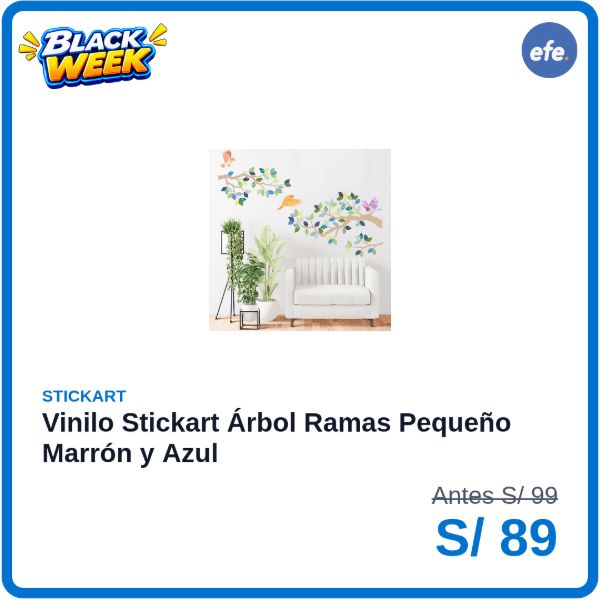 BLACK
WEEK
efe.
STICKART
Vinilo Stickart Árbol Ramas Pequeño
Marrón y Azul
Antes S/ 99
S/ 89